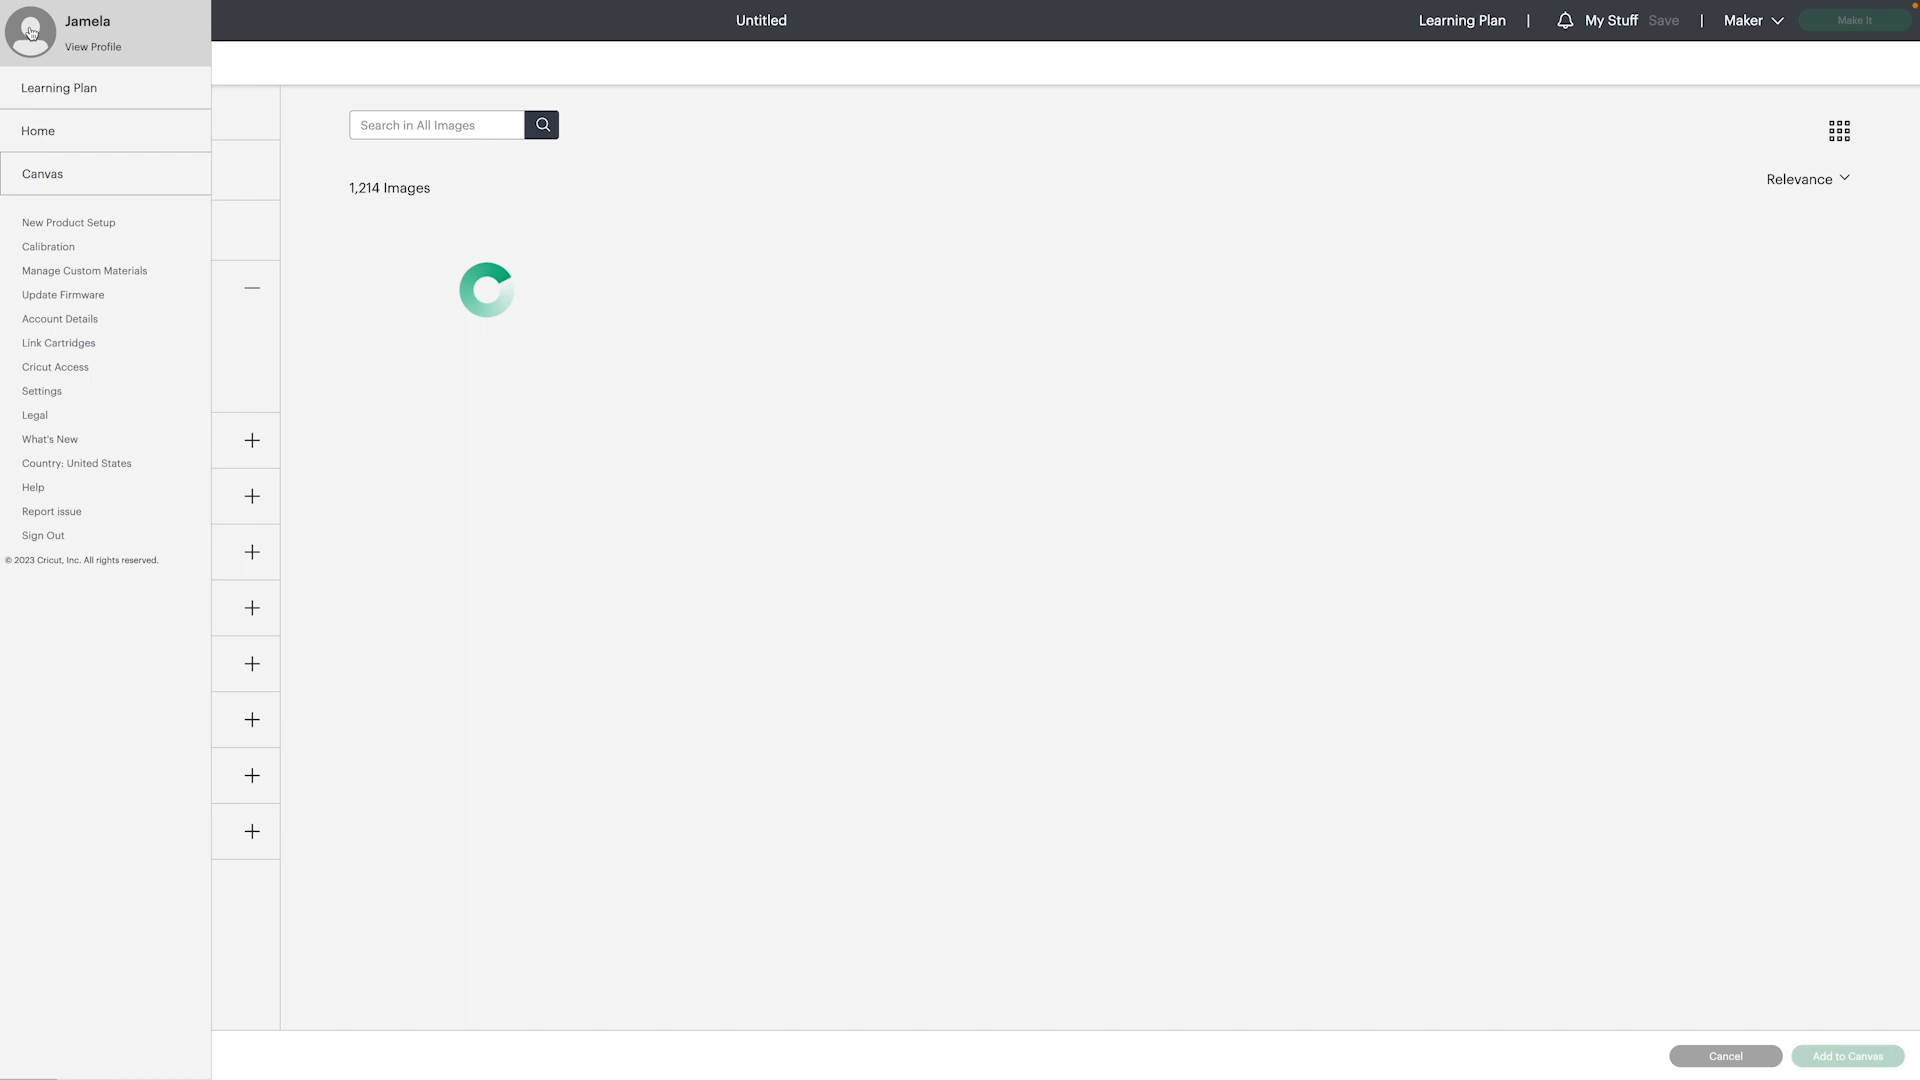 Jamela
View Profile
Untitled
Learning Plan | My Stuff Save | Maker Make It
Learning Plan
Home
Canvas
New Product Setup
Calibration
Manage Custom Materials
Update Firmware
Account Details
Link Cartridges
Cricut Access
Settings
Legal
What's New
Country: United States
Help
Report issue
Sign Out
© 2023 Cricut, Inc. All rights reserved.
Search in All Images
1,214 Images
Relevance
Cancel
Add to Canvas